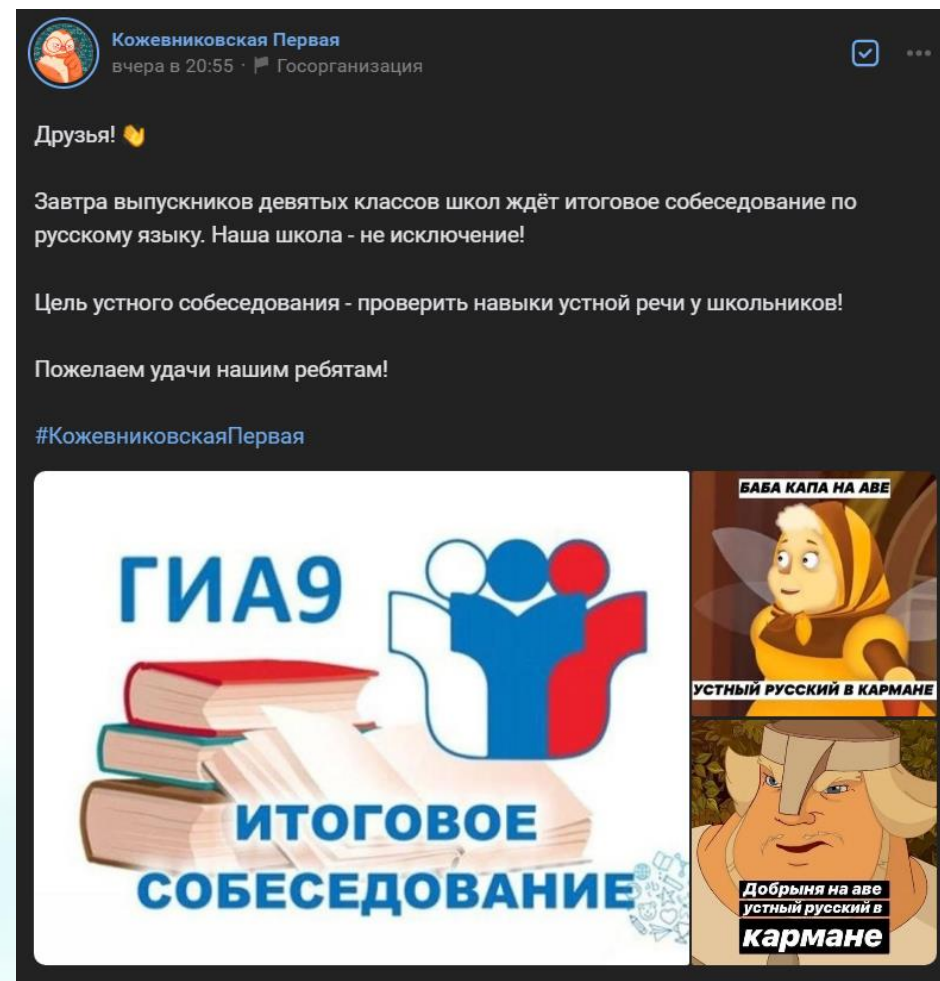 Кожевниковская Первая
вчера в 20:55 · Госорганизация
Друзья! 👋
Завтра выпускников девятых классов школ ждёт итоговое собеседование по
русскому языку. Наша школа - не исключение!
Цель устного собеседования - проверить навыки устной речи у школьников!
Пожелаем удачи нашим ребятам!
#КожевниковскаяПервая
ГИА9
ИТОГОВОЕ
СОБЕСЕДОВАНИЕ
БАБА КАПА НА АВЕ
УСТНЫЙ РУССКИЙ В КАРМАНЕ
Добрыня на аве
устный русский в
кармане